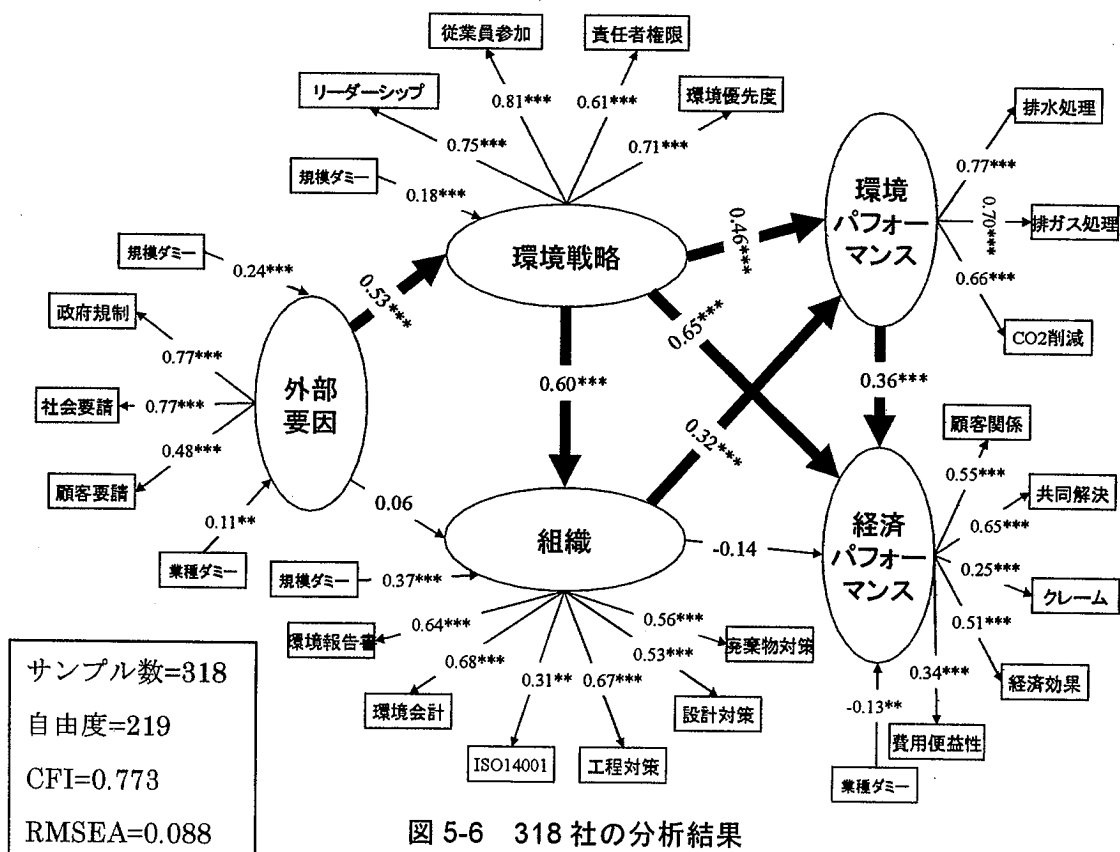 従業員参加
責任者権限
リーダーシップ
環境優先度
0.81***
0.61***
0.75***
0.71***
規模ダミー
0.18***
排水処理
0.77***
環境
パフォー
マンス
0.70***
排ガス処理
0.66***
CO2削減
環境戦略
0.46***
規模ダミー
0.24***
0.53***
政府規制
0.77***
社会要請
0.77***
顧客要請
0.48***
外部
要因
0.11**
業種ダミー
0.60***
0.65***
0.32***
0.36***
0.06
組織
-0.14
規模ダミー
0.37***
環境報告書
0.64***
環境会計
0.68***
ISO14001
0.31**
工程対策
0.67***
設計対策
0.53***
廃棄物対策
0.56***
経済
パフォー
マンス
顧客関係
0.55***
共同解決
0.65***
クレーム
0.25***
経済効果
0.51***
費用便益性
0.34***
-0.13**
業種ダミー
サンプル数=318
自由度=219
CFI=0.773
RMSEA=0.088
図 5-6 318 社の分析結果